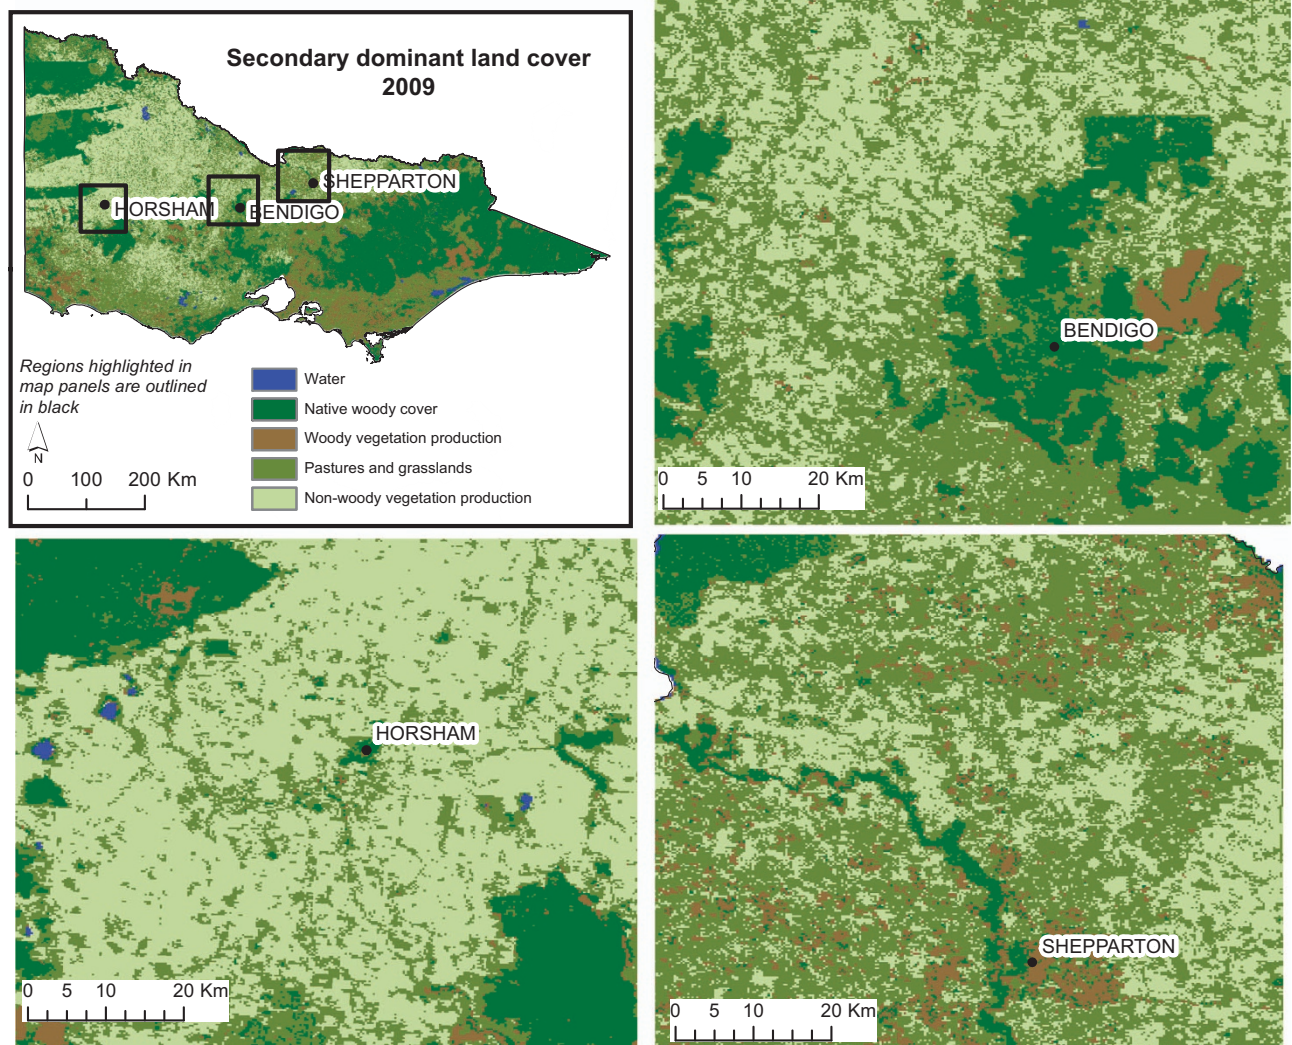 Secondary dominant land cover
2009
SHEPPARTON
HORSHAM
BENDIGO
Regions highlighted in
map panels are outlined
in black
N
0 100 200 Km
Water
Native woody cover
Woody vegetation production
Pastures and grasslands
Non-woody vegetation production
BENDIGO
0 5 10 20 Km
HORSHAM
0 5 10 20 Km
SHEPPARTON
0 5 10 20 Km